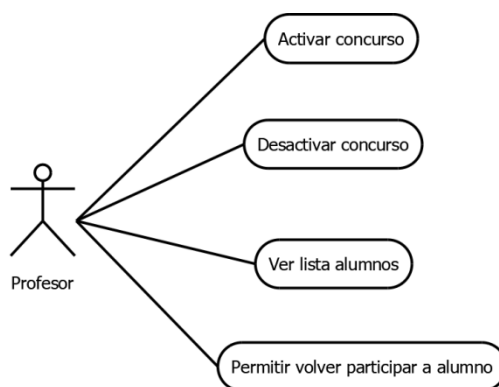 Activar concurso
Desactivar concurso
Ver lista alumnos
Profesor
Permitir volver participar a alumno